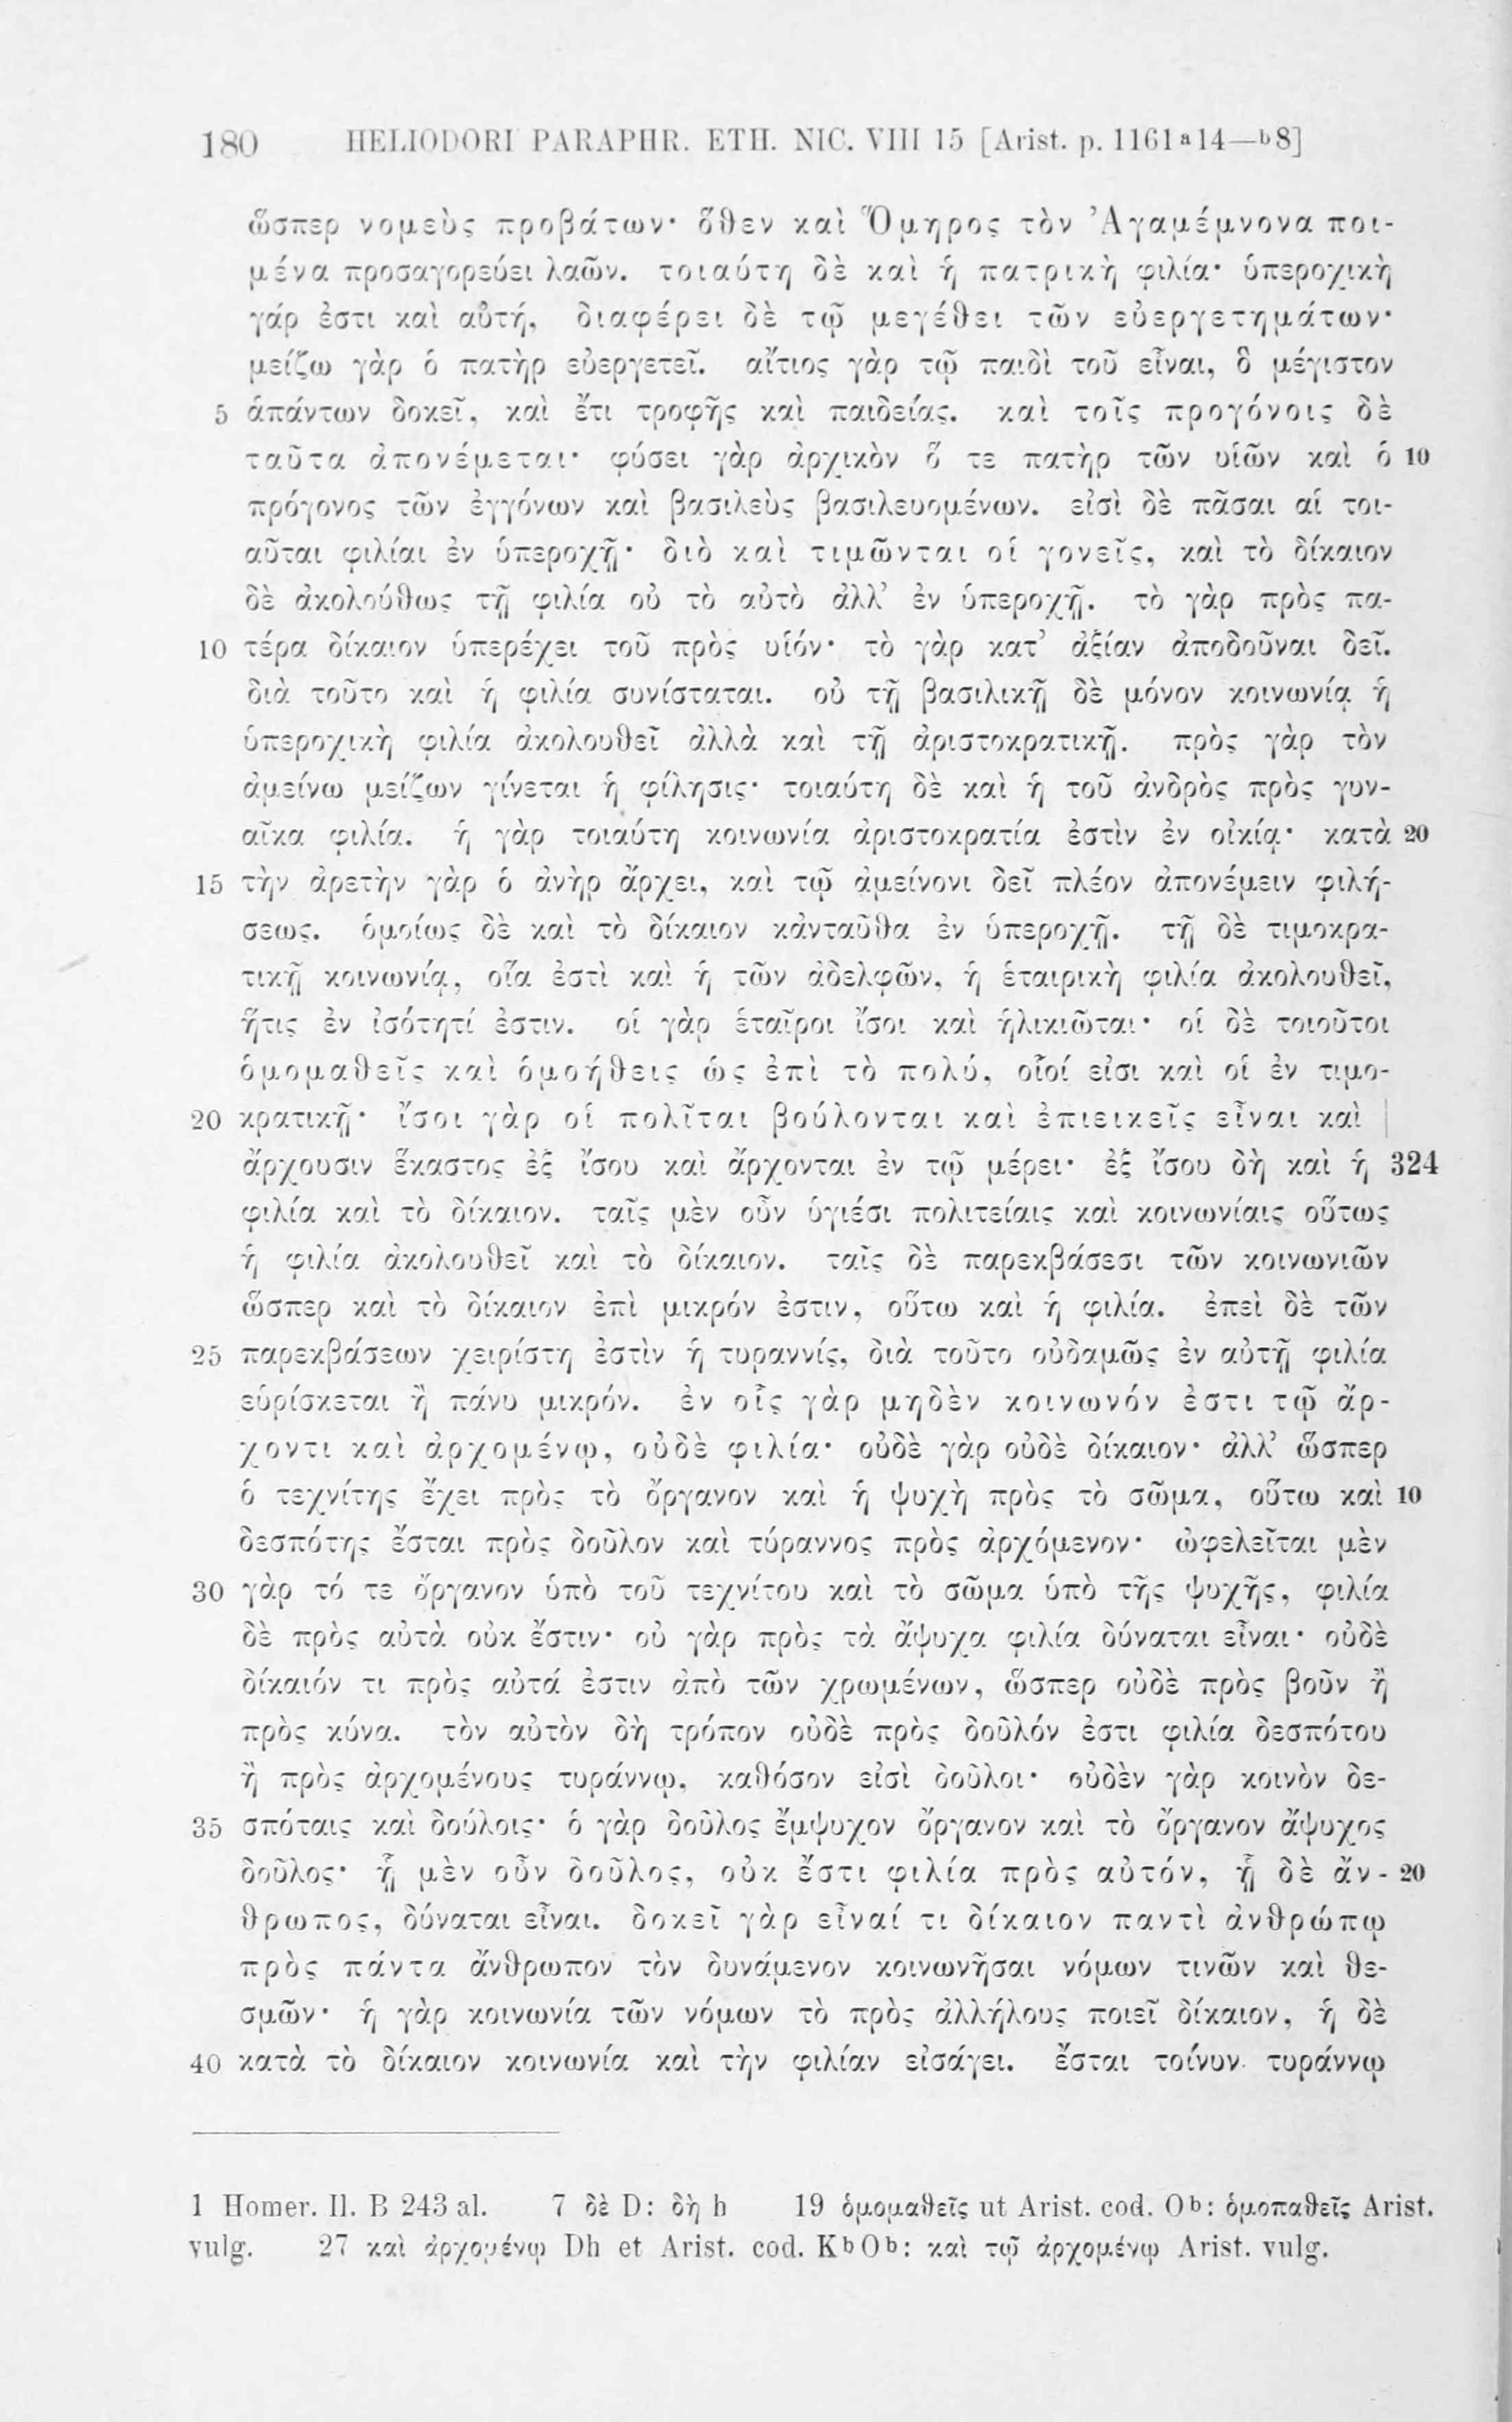 180 HELIODORI PARAPHR. ETH. NIC. VIII 15 [Arist. p. 1161a14—b8]
ὥσπερ νομεὺς προβάτων· ὅθεν καὶ Ὅμηρος τὸν Ἀγαμέμνονα ποι-
μένα προσαγορεύει λαῶν. τοιαύτη δὲ καὶ ἡ πατρικὴ φιλία· ὑπεροχικὴ
γάρ ἐστι καὶ αὐτή, διαφέρει δὲ τῷ μεγέθει τῶν εὐεργετημάτων·
μείζω γὰρ ὁ πατὴρ εὐεργετεῖ. αἴτιος γὰρ τῷ παιδὶ τοῦ εἶναι, ὃ μέγιστον
5 ἁπάντων δοκεῖ, καὶ ἔτι τροφῆς καὶ παιδείας. καὶ τοῖς προγόνοις δὲ
ταῦτα ἀπονέμεται· φύσει γὰρ ἀρχικὸν ὅ τε πατὴρ τῶν υἱῶν καὶ ὁ 10
πρόγονος τῶν ἐγγόνων καὶ βασιλεὺς βασιλευομένων. εἰσὶ δὲ πᾶσαι αἱ τοι-
αῦται φιλίαι ἐν ὑπεροχῇ· διὸ καὶ τιμῶνται οἱ γονεῖς, καὶ τὸ δίκαιον
δὲ ἀκολούθως τῇ φιλίᾳ οὐ τὸ αὐτὸ ἀλλ’ ἐν ὑπεροχῇ. τὸ γὰρ πρὸς πα-
10 τέρα δίκαιον ὑπερέχει τοῦ πρὸς υἱόν· τὸ γὰρ κατ’ ἀξίαν ἀποδοῦναι δεῖ.
διὰ τοῦτο καὶ ἡ φιλία συνίσταται. οὐ τῇ βασιλικῇ δὲ μόνον κοινωνίᾳ ἡ
ὑπεροχικὴ φιλία ἀκολουθεῖ ἀλλὰ καὶ τῇ ἀριστοκρατικῇ. πρὸς γὰρ τὸν
ἀμείνω μείζων γίνεται ἡ φίλησις· τοιαύτη δὲ καὶ ἡ τοῦ ἀνδρὸς πρὸς γυν-
αῖκα φιλία. ἡ γὰρ τοιαύτη κοινωνία ἀριστοκρατία ἐστὶν ἐν οἰκίᾳ· κατὰ 20
15 τὴν ἀρετὴν γὰρ ὁ ἀνὴρ ἄρχει, καὶ τῷ ἀμείνονι δεῖ πλέον ἀπονέμειν φιλή-
σεως. ὁμοίως δὲ καὶ τὸ δίκαιον κἀνταῦθα ἐν ὑπεροχῇ. τῇ δὲ τιμοκρα-
τικῇ κοινωνίᾳ, οἵα ἐστὶ καὶ ἡ τῶν ἀδελφῶν, ἡ ἑταιρικὴ φιλία ἀκολουθεῖ,
ἥτις ἐν ἰσότητί ἐστιν. οἱ γὰρ ἑταῖροι ἴσοι καὶ ἡλικιῶται· οἱ δὲ τοιοῦτοι
ὁμομαθεῖς καὶ ὁμοήθεις ὡς ἐπὶ τὸ πολύ, οἷοί εἰσι καὶ οἱ ἐν τιμο-
20 κρατικῇ· ἴσοι γὰρ οἱ πολῖται βούλονται καὶ ἐπιεικεῖς εἶναι καὶ |
ἄρχουσιν ἕκαστος ἐξ ἴσου καὶ ἄρχονται ἐν τῷ μέρει· ἐξ ἴσου δὴ καὶ ἡ 324
φιλία καὶ τὸ δίκαιον. ταῖς μὲν οὖν ὑγιέσι πολιτείαις καὶ κοινωνίαις οὕτως
ἡ φιλία ἀκολουθεῖ καὶ τὸ δίκαιον. ταῖς δὲ παρεκβάσεσι τῶν κοινωνιῶν
ὥσπερ καὶ τὸ δίκαιον ἐπὶ μικρόν ἐστιν, οὕτω καὶ ἡ φιλία. ἐπεὶ δὲ τῶν
25 παρεκβάσεων χειρίστη ἐστὶν ἡ τυραννίς, διὰ τοῦτο οὐδαμῶς ἐν αὐτῇ φιλία
εὑρίσκεται ἢ πάνυ μικρόν. ἐν οἷς γὰρ μηδὲν κοινωνόν ἐστι τῷ ἄρ-
χοντι καὶ ἀρχομένῳ, οὐδὲ φιλία· οὐδὲ γὰρ οὐδὲ δίκαιον· ἀλλ’ ὥσπερ
ὁ τεχνίτης ἔχει πρὸς τὸ ὄργανον καὶ ἡ ψυχὴ πρὸς τὸ σῶμα, οὕτω καὶ 10
δεσπότης ἔσται πρὸς δοῦλον καὶ τύραννος πρὸς ἀρχόμενον· ὠφελεῖται μὲν
30 γὰρ τό τε ὄργανον ὑπὸ τοῦ τεχνίτου καὶ τὸ σῶμα ὑπὸ τῆς ψυχῆς, φιλία
δὲ πρὸς αὐτὰ οὐκ ἔστιν· οὐ γὰρ πρὸς τὰ ἄψυχα φιλία δύναται εἶναι· οὐδὲ
δίκαιόν τι πρὸς αὐτά ἐστιν ἀπὸ τῶν χρωμένων, ὥσπερ οὐδὲ πρὸς βοῦν ἢ
πρὸς κύνα. τὸν αὐτὸν δὴ τρόπον οὐδὲ πρὸς δοῦλόν ἐστι φιλία δεσπότου
ἢ πρὸς ἀρχομένους τυράννῳ, καθόσον εἰσὶ δοῦλοι· οὐδὲν γὰρ κοινὸν δε-
35 σπόταις καὶ δούλοις· ὁ γὰρ δοῦλος ἔμψυχον ὄργανον καὶ τὸ ὄργανον ἄψυχος
δοῦλος· ᾗ μὲν οὖν δοῦλος, οὐκ ἔστι φιλία πρὸς αὐτόν, ᾗ δὲ ἄν- 20
θρωπος, δύναται εἶναι. δοκεῖ γὰρ εἶναί τι δίκαιον παντὶ ἀνθρώπῳ
πρὸς πάντα ἄνθρωπον τὸν δυνάμενον κοινωνῆσαι νόμων τινῶν καὶ θε-
σμῶν· ἡ γὰρ κοινωνία τῶν νόμων τὸ πρὸς ἀλλήλους ποιεῖ δίκαιον, ἡ δὲ
40 κατὰ τὸ δίκαιον κοινωνία καὶ τὴν φιλίαν εἰσάγει. ἔσται τοίνυν τυράννῳ
1 Homer. Il. B 243 al. 7 δὲ D: δὴ h 19 ὁμομαθεῖς ut Arist. cod. Ob: ὁμοπαθεῖς Arist.
vulg. 27 καὶ ἀρχομένῳ Dh et Arist. cod. KbOb: καὶ τῷ ἀρχομένῳ Arist. vulg.